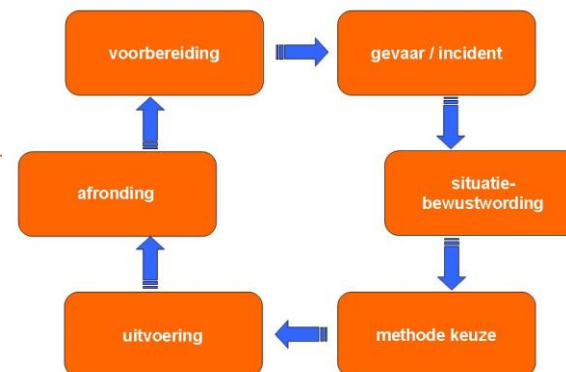 voorbereiding
gevaar / incident
situatie-
bewustwording
methode keuze
uitvoering
afronding